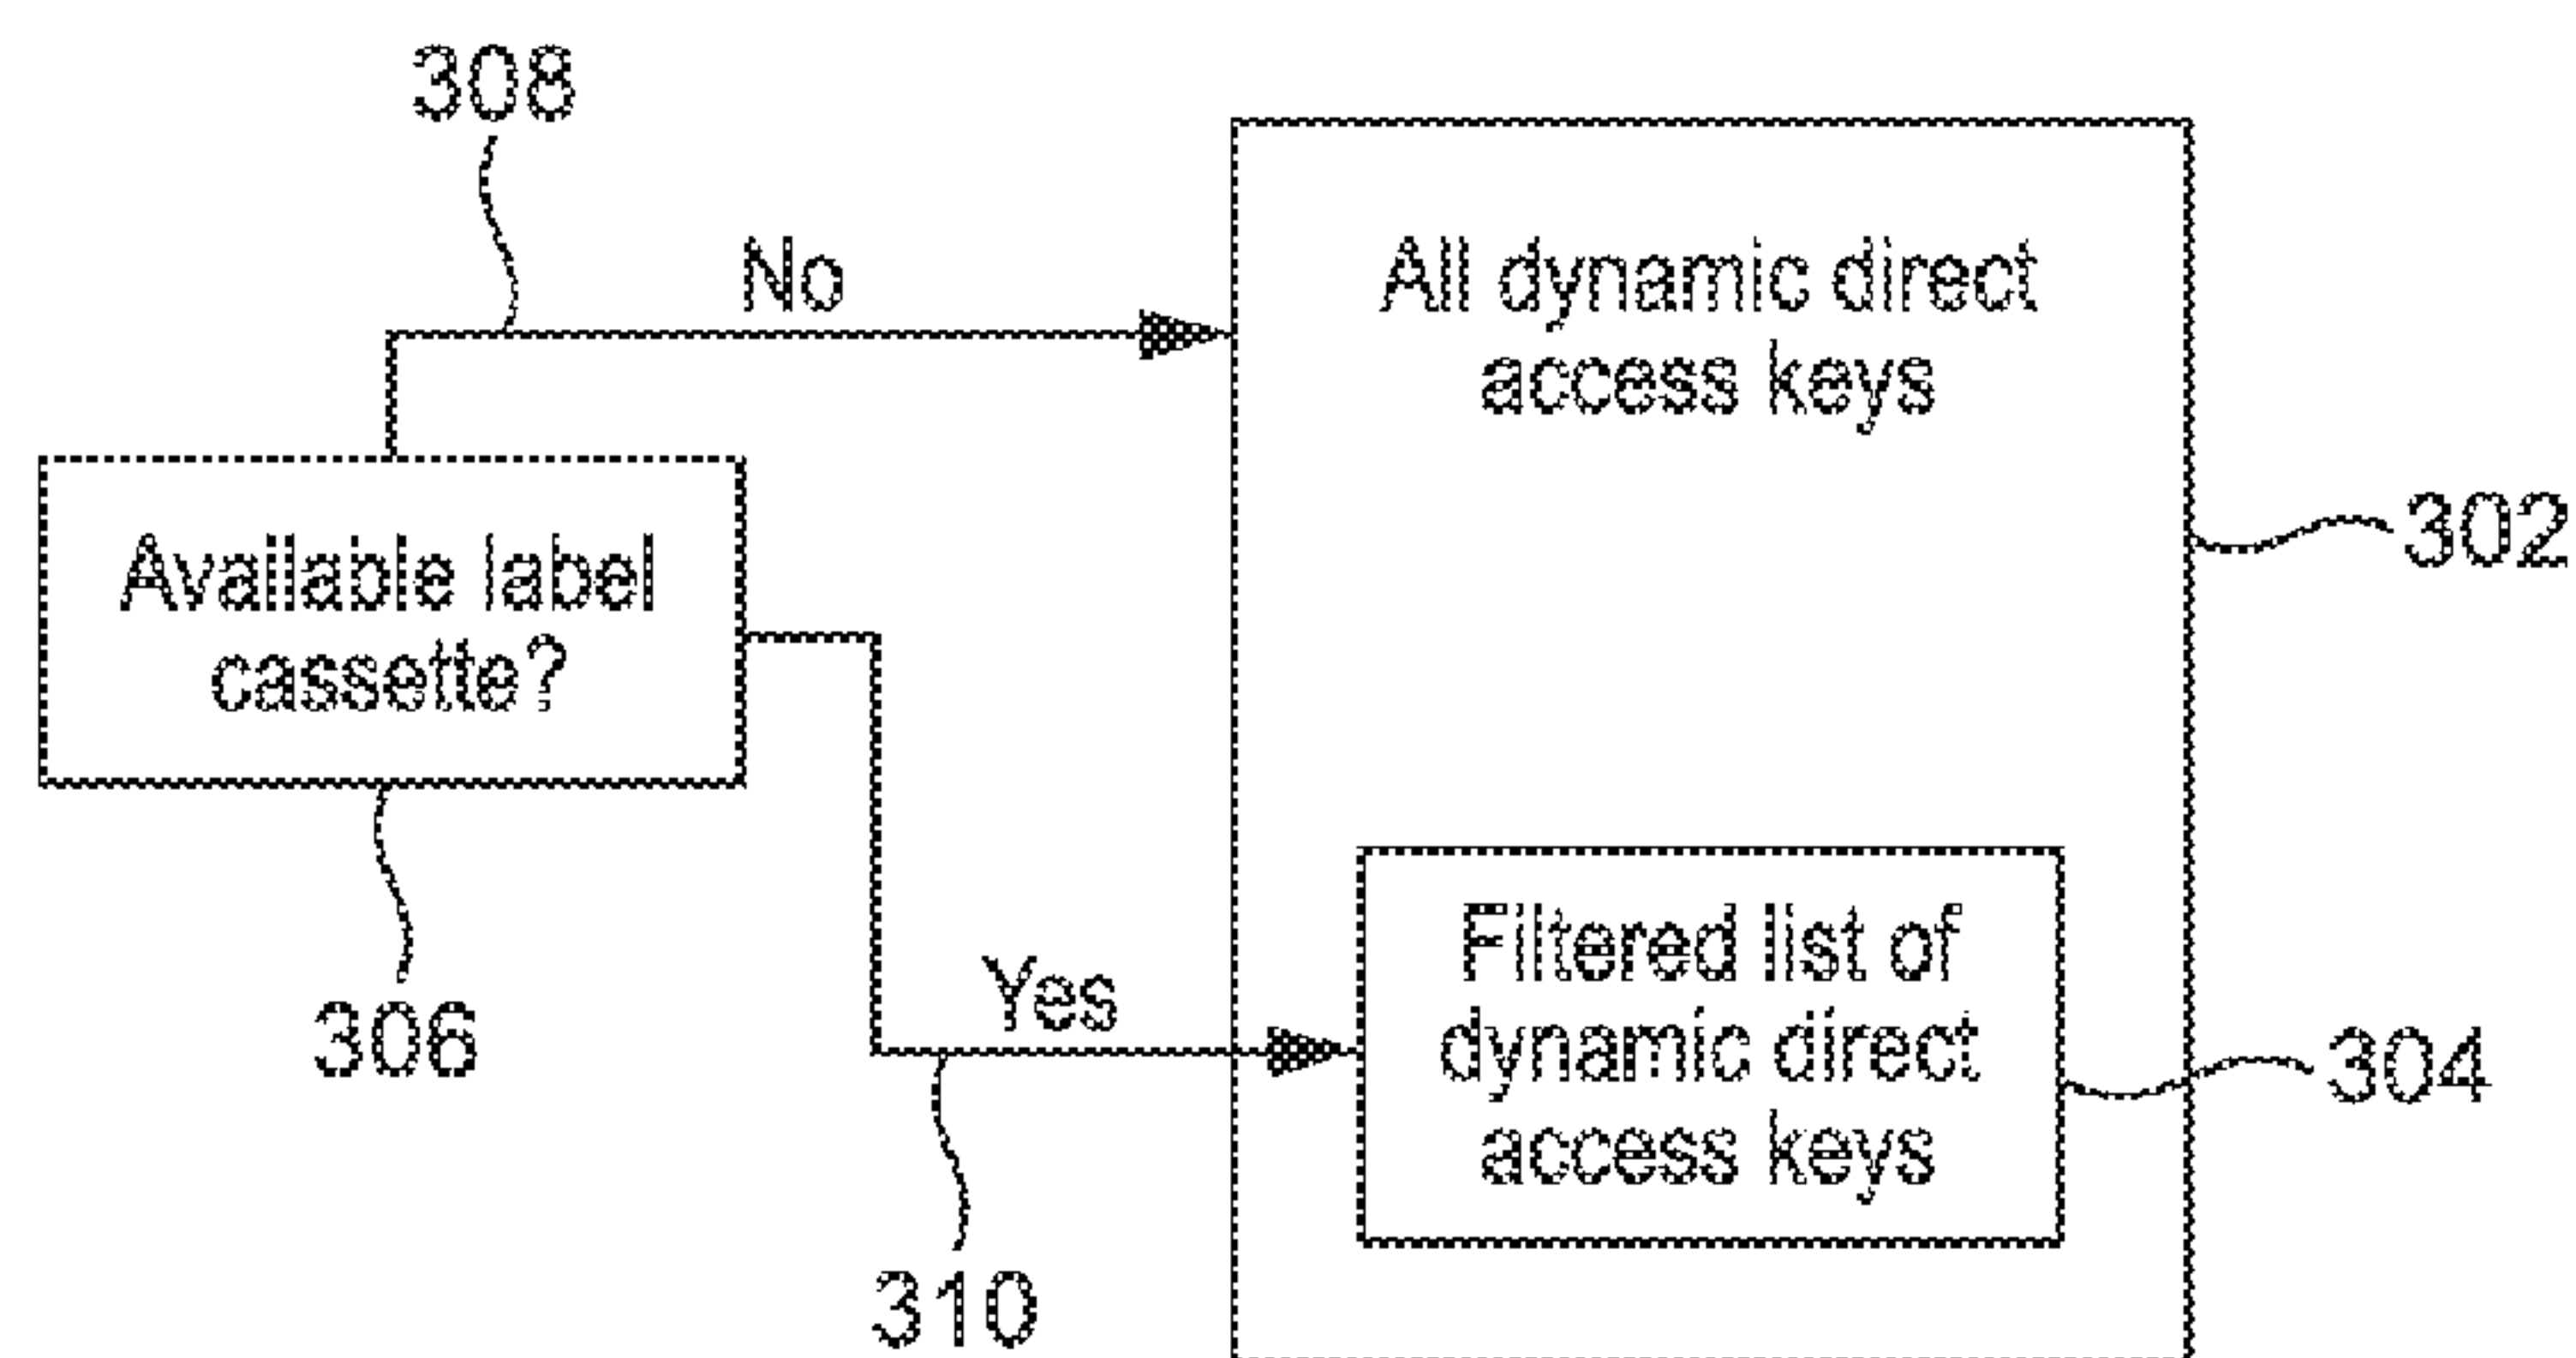 308
No
All dynamic direct
access keys
Available label
cassette?
302
306
Yes
Filtered list of
dynamic direct
access keys
304
310